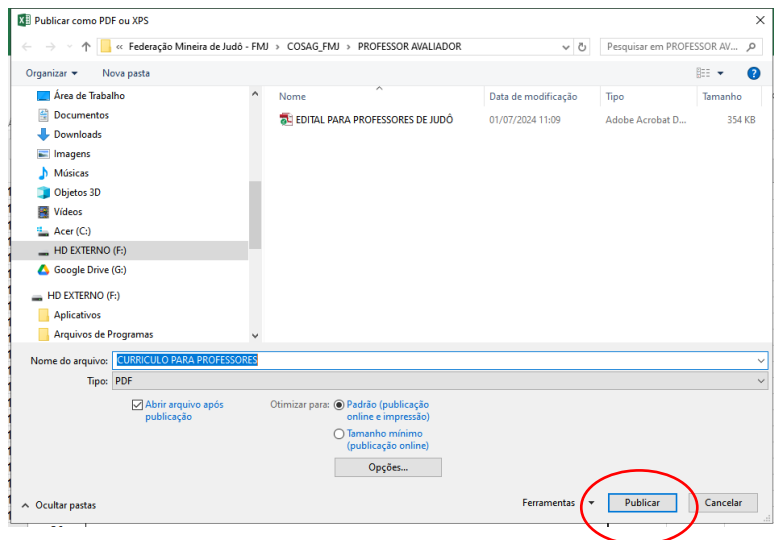 Publicar como PDF ou XPS
« Federação Mineira de Judô - FMJ > COSAG_FMJ > PROFESSOR AVALIADOR
Pesquisar em PROFESSOR AV...
Organizar
Nova pasta
Área de Trabalho
Documentos
Downloads
Imagens
Músicas
Objetos 3D
Vídeos
Acer (C:)
HD EXTERNO (F:)
Google Drive (G:)
HD EXTERNO (F:)
Aplicativos
Arquivos de Programas
Nome Data de modificação Tipo Tamanho
EDITAL PARA PROFESSORES DE JUDÔ 01/07/2024 11:09 Adobe Acrobat D... 354 KB
Nome do arquivo: CURRICULO PARA PROFESSORES
Tipo: PDF
Abrir arquivo após
publicação
Otimizar para: Padrão (publicação
online e impressão)
Tamanho mínimo
(publicação online)
Opções...
Ocultar pastas
Ferramentas
Publicar
Cancelar